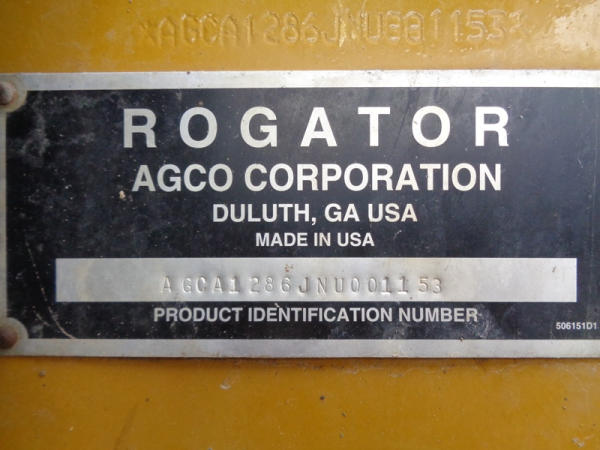 *AGCA1286JNU001153*
ROGATOR
AGCO CORPORATION
DULUTH, GA USA
MADE IN USA
AGCA1286JNU001153
PRODUCT IDENTIFICATION NUMBER
506151D1